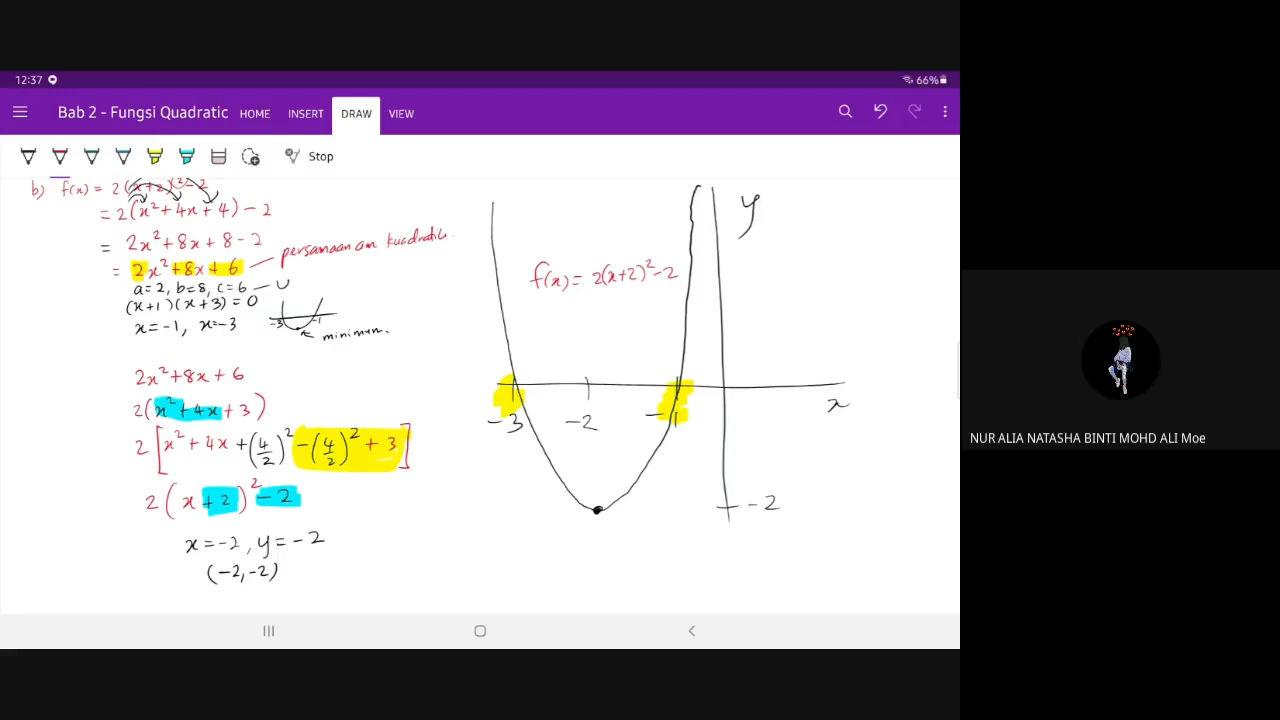 12:37
66%
Bab 2 - Fungsi Quadratic HOME INSERT DRAW VIEW
Stop
b) f(x) = 2(x+2)² - 2
= 2(x² + 4x + 4) - 2
= 2x² + 8x + 8 - 2
= 2x² + 8x + 6 — persamaan am kuadratik.
a = 2, b = 8, c = 6 — ∪
(x+1)(x+3) = 0
x = -1, x = -3
-3 -1
minimum.
2x² + 8x + 6
2(x² + 4x + 3)
2[x² + 4x + (4/2)² - (4/2)² + 3]
2(x + 2)² - 2
x = -2, y = -2
(-2, -2)
y
f(x) = 2(x+2)² - 2
x
-3 -2 -1
-2
NUR ALIA NATASHA BINTI MOHD ALI Moe